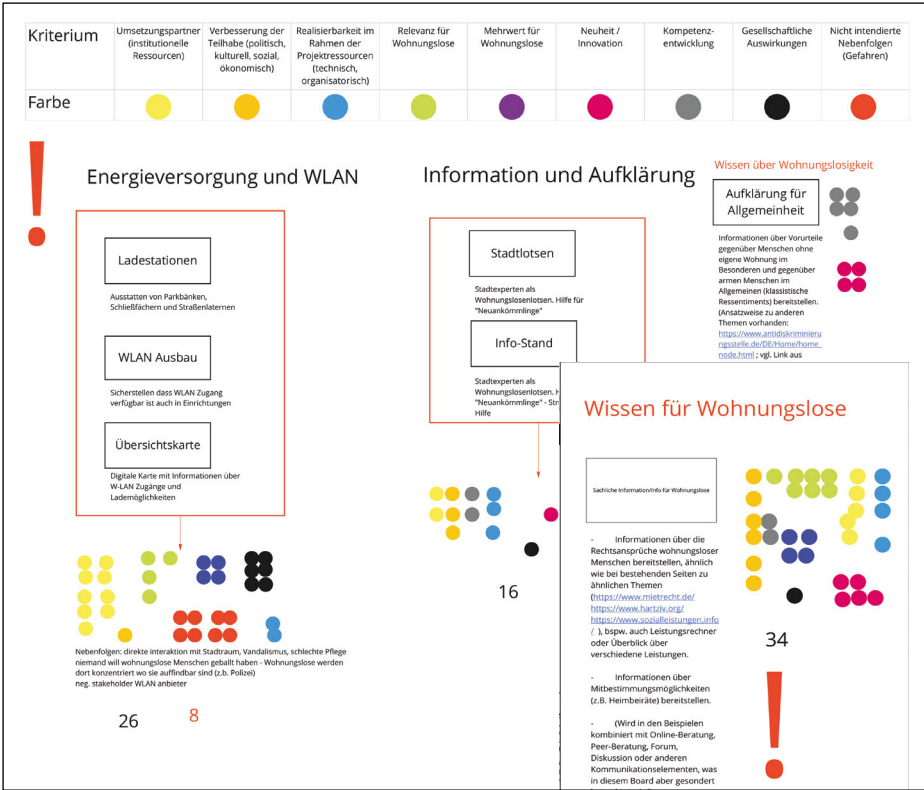 Kriterium
Umsetzungspartner
(institutionelle
Ressourcen)
Verbesserung der
Teilhabe (politisch,
kulturell, sozial,
ökonomisch)
Realisierbarkeit im
Rahmen der
Projektressourcen
(technisch,
organisatorisch)
Relevanz für
Wohnungslose
Mehrwert für
Wohnungslose
Neuheit /
Innovation
Kompetenz-
entwicklung
Gesellschaftliche
Auswirkungen
Nicht intendierte
Nebenfolgen
(Gefahren)
Farbe
!
Energieversorgung und WLAN
Ladestationen
Ausstatten von Parkbänken,
Schließfächern und Straßenlaternen
WLAN Ausbau
Sicherstellen dass WLAN Zugang
verfügbar ist auch in Einrichtungen
Übersichtskarte
Digitale Karte mit Informationen über
W-LAN Zugänge und
Lademöglichkeiten
Nebenfolgen: direkte interaktion mit Stadtraum, Vandalismus, schlechte Pflege
niemand will wohnungslose Menschen geballt haben - Wohnungslose werden
dort konzentriert wo sie auffindbar sind (z.b. Polizei)
neg. stakeholder WLAN anbieter
26
8
Information und Aufklärung
Stadtlotsen
Stadtexperten als
Wohnungslosenlotsen. Hilfe für
"Neuankömmlinge"
Info-Stand
Stadtexperten als
Wohnungslosenlotsen. H
"Neuankömmlinge" - Str
Hilfe
16
Wissen über Wohnungslosigkeit
Aufklärung für
Allgemeinheit
Informationen über Vorurteile
gegenüber Menschen ohne
eigene Wohnung im
Besonderen und gegenüber
armen Menschen im
Allgemeinen (klassistische
Ressentiments) bereitstellen.
(Ansatzweise zu anderen
Themen vorhanden:
https://www.antidiskriminieru
ngsstelle.de/DE/Home/home_
node.html ; vgl. Link aus
Wissen für Wohnungslose
Sachliche Information/Info für Wohnungslose
- Informationen über die
Rechtsansprüche wohnungsloser
Menschen bereitstellen, ähnlich
wie bei bestehenden Seiten zu
ähnlichen Themen
(https://www.mietrecht.de/
https://www.hartziv.org/
https://www.sozialleistungen.info
/ ), bspw. auch Leistungsrechner
oder Überblick über
verschiedene Leistungen.
- Informationen über
Mitbestimmungsmöglichkeiten
(z.B. Heimbeiräte) bereitstellen.
- (Wird in den Beispielen
kombiniert mit Online-Beratung,
Peer-Beratung, Forum,
Diskussion oder anderen
Kommunikationselementen, was
in diesem Board aber gesondert
34
!